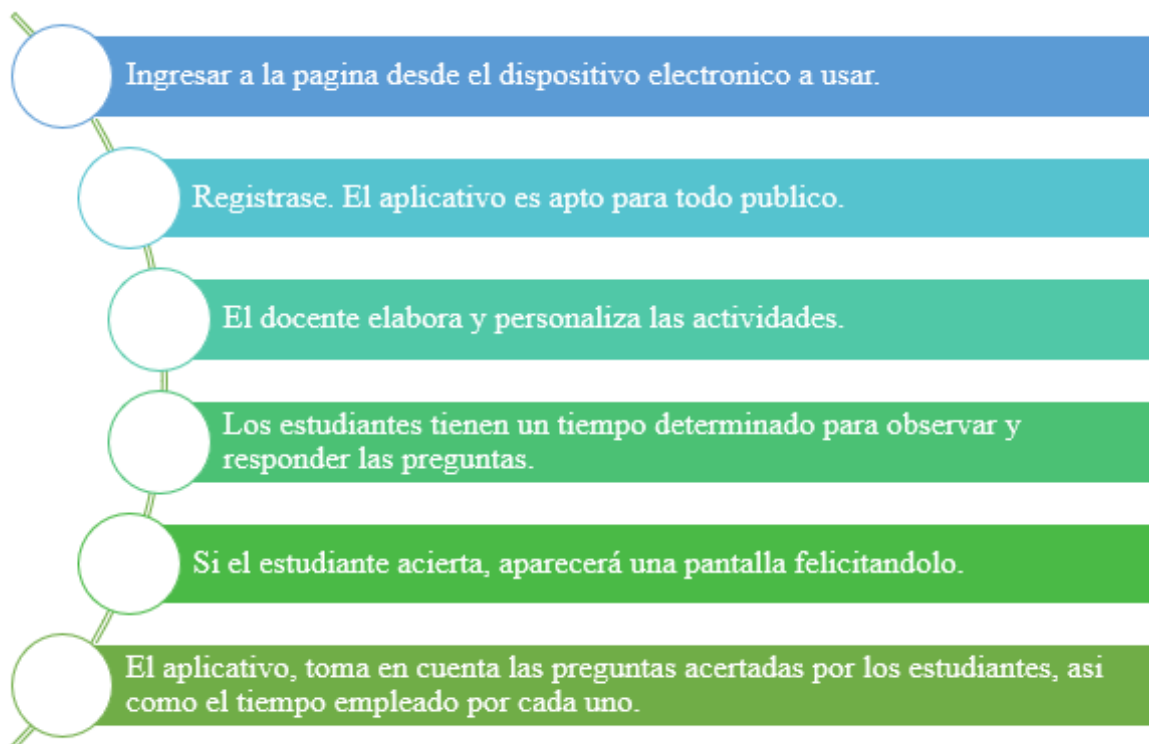 Ingresar a la pagina desde el dispositivo electronico a usar.
Registrase. El aplicativo es apto para todo publico.
El docente elabora y personaliza las actividades.
Los estudiantes tienen un tiempo determinado para observar y
responder las preguntas.
Si el estudiante acierta, aparecerá una pantalla felicitandolo.
El aplicativo, toma en cuenta las preguntas acertadas por los estudiantes, asi
como el tiempo empleado por cada uno.